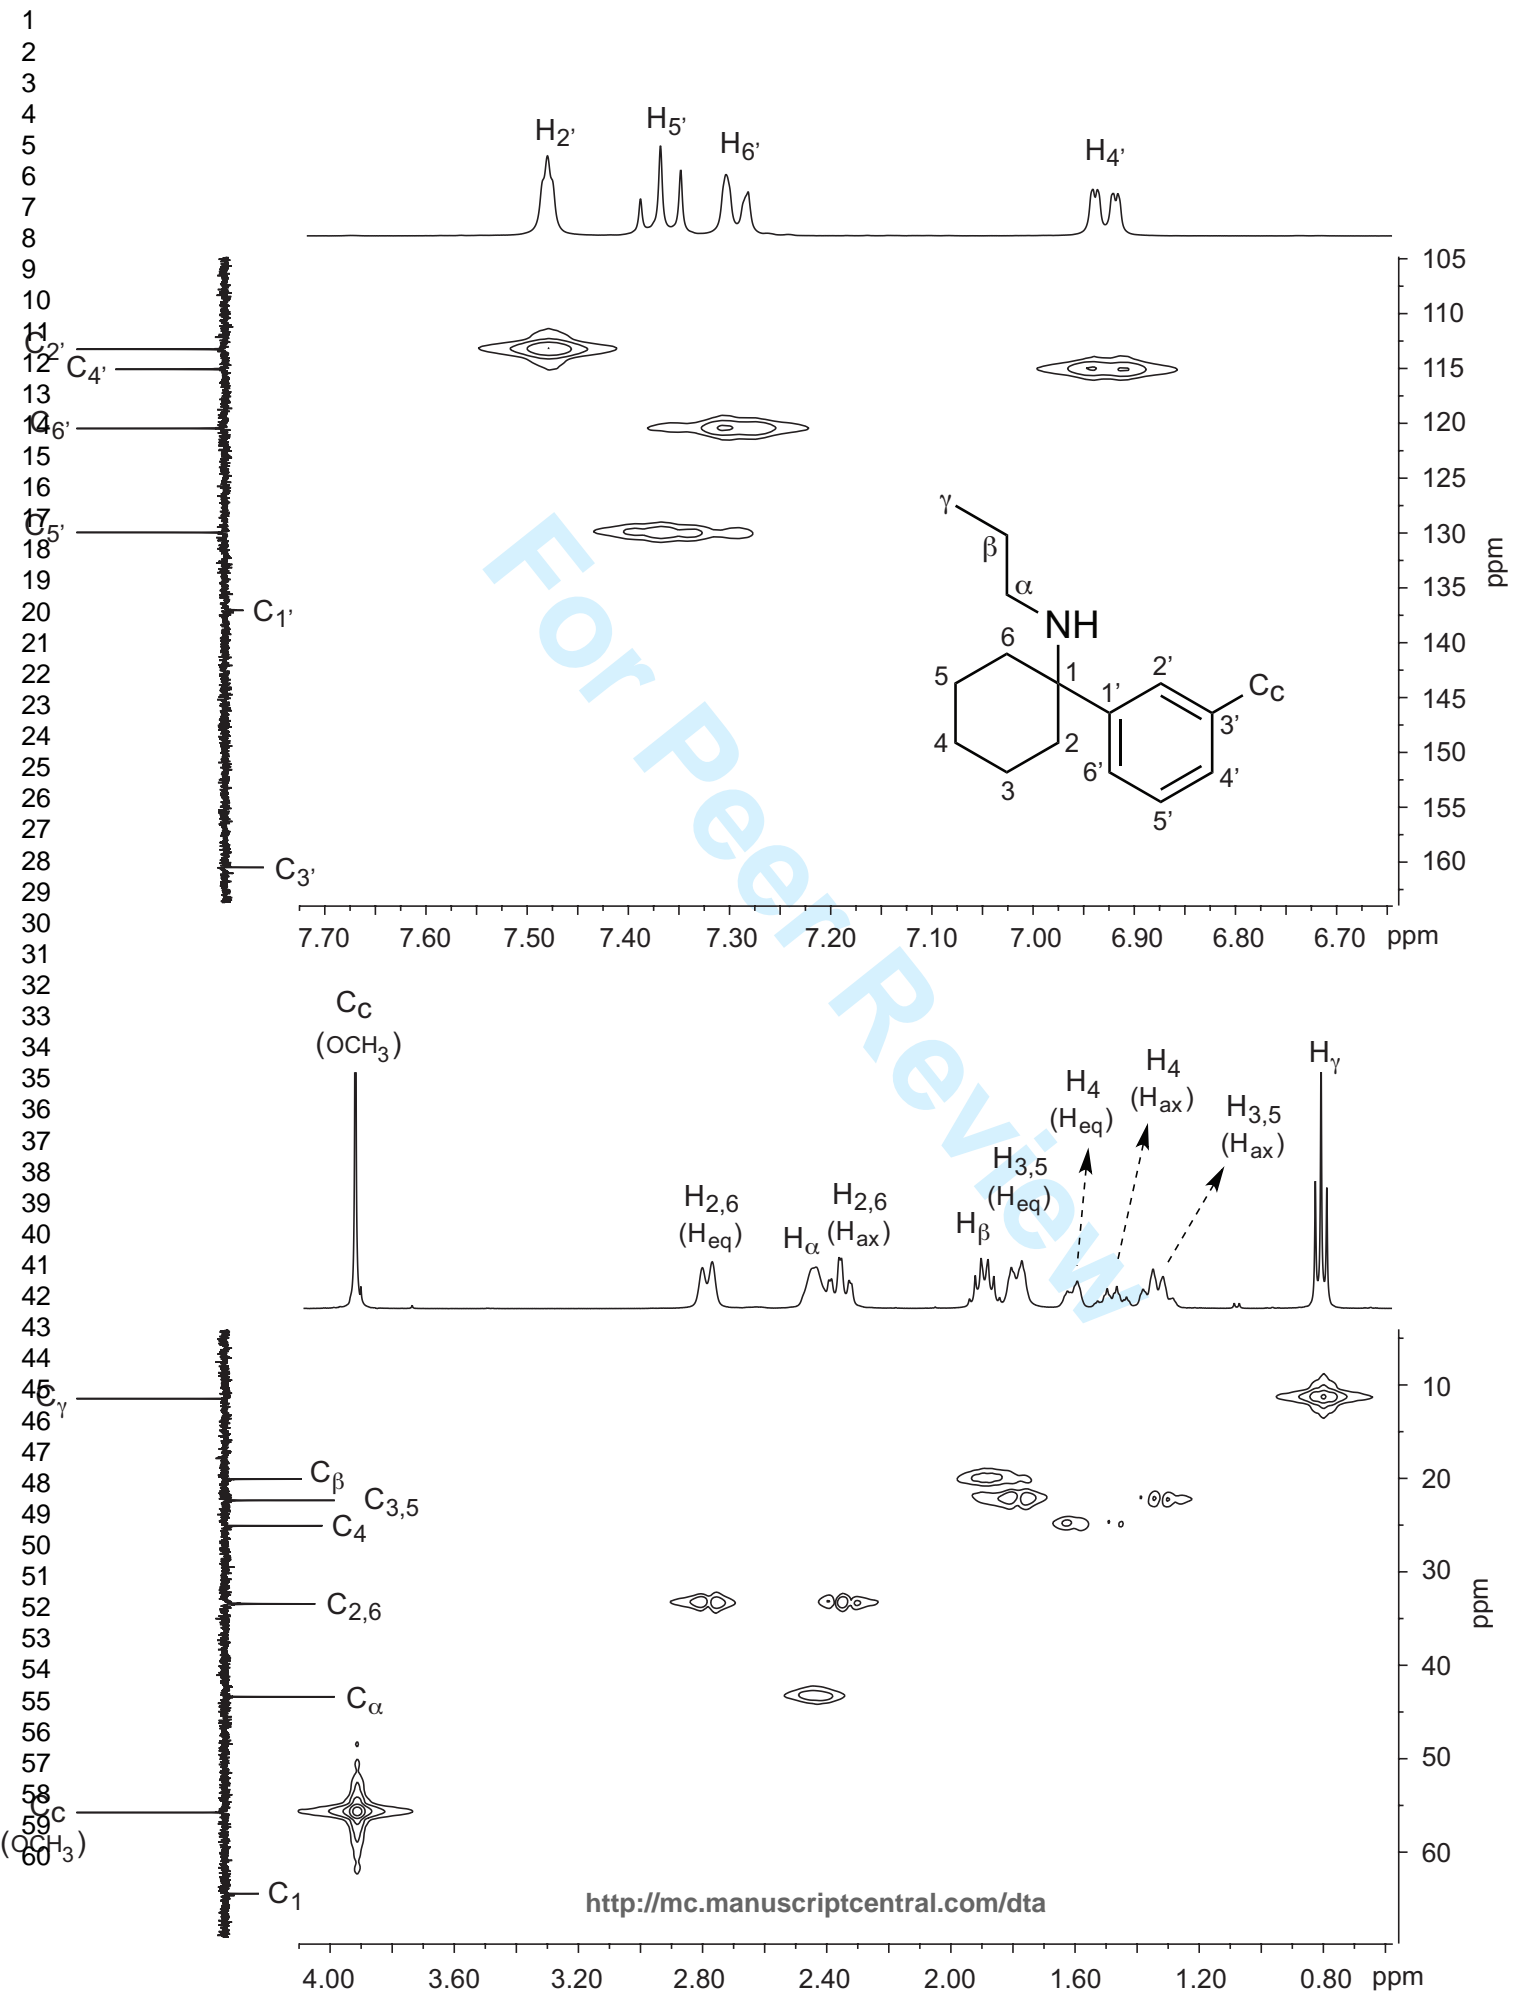 1
2
3
4
5
6
7
8
9
10
11
12
13
14
15
16
17
18
19
20
21
22
23
24
25
26
27
28
29
30
31
32
33
34
35
36
37
38
39
40
41
42
43
44
45
46
47
48
49
50
51
52
53
54
55
56
57
58
59
60
For Peer Review
H2’ H5’ H6’ H4’
C2’
C4’
C6’
C5’
C1’
C3’
105
110
115
120
125
130
135
140
145
150
155
160
ppm
γ
β
α
NH
6
5
4
3
2
1
1’
2’
3’
4’
5’
6’
Cc
7.70 7.60 7.50 7.40 7.30 7.20 7.10 7.00 6.90 6.80 6.70 ppm
Cc
(OCH3)
H2,6
(Heq)
Hα
H2,6
(Hax)
Hβ
H3,5
(Heq)
H4
(Heq)
H4
(Hax)
H3,5
(Hax)
Hγ
Cγ
Cβ
C3,5
C4
C2,6
Cα
Cc
(OCH3)
C1
10
20
30
40
50
60
ppm
http://mc.manuscriptcentral.com/dta
4.00 3.60 3.20 2.80 2.40 2.00 1.60 1.20 0.80 ppm